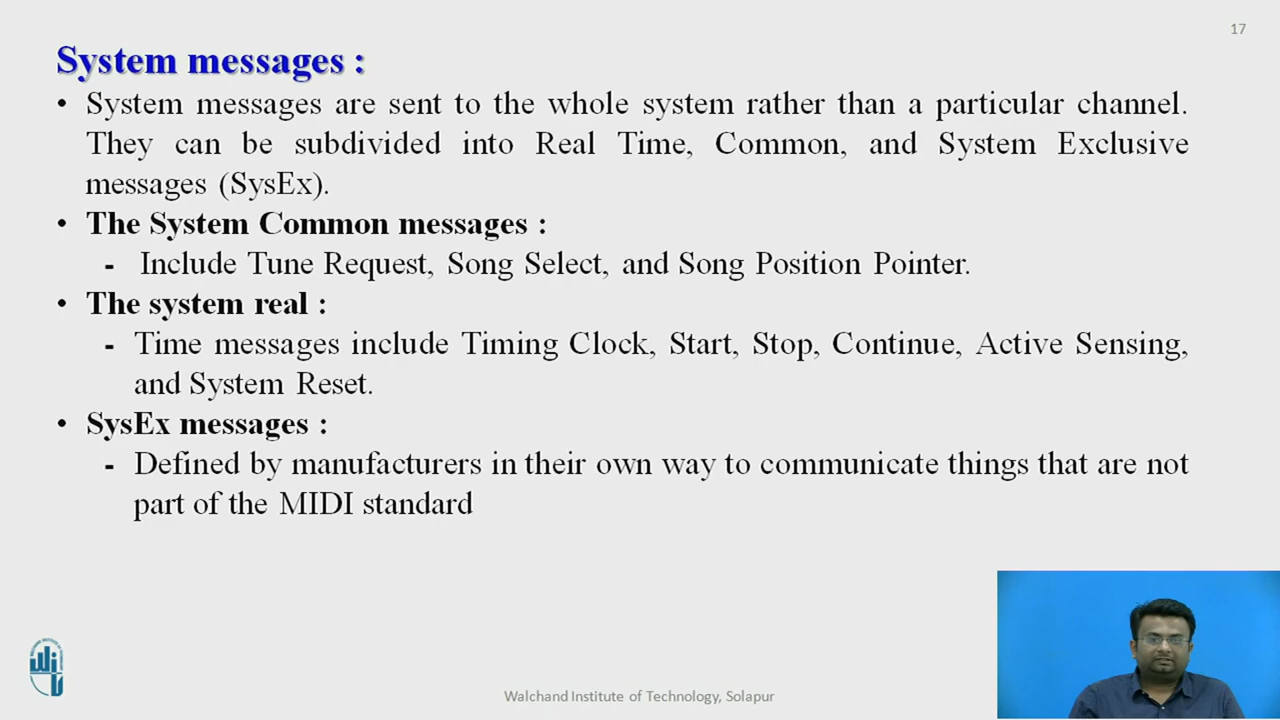 17
System messages :
• System messages are sent to the whole system rather than a particular channel.
They can be subdivided into Real Time, Common, and System Exclusive
messages (SysEx).
• The System Common messages :
- Include Tune Request, Song Select, and Song Position Pointer.
• The system real :
- Time messages include Timing Clock, Start, Stop, Continue, Active Sensing,
and System Reset.
• SysEx messages :
- Defined by manufacturers in their own way to communicate things that are not
part of the MIDI standard
Walchand Institute of Technology, Solapur